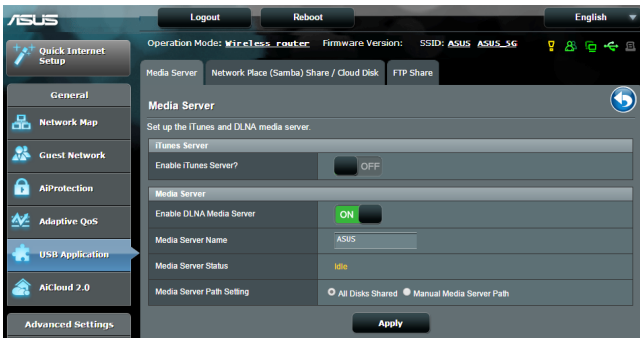 ASUS
Logout
Reboot
English
Quick Internet
Setup
Operation Mode: Wireless router Firmware Version: SSID: ASUS ASUS_5G
Media Server
Network Place (Samba) Share / Cloud Disk
FTP Share
General
Network Map
Guest Network
AiProtection
Adaptive QoS
USB Application
AiCloud 2.0
Advanced Settings
Media Server
Set up the iTunes and DLNA media server.
iTunes Server
Enable iTunes Server?
OFF
Media Server
Enable DLNA Media Server
ON
Media Server Name
ASUS
Media Server Status
Idle
Media Server Path Setting
All Disks Shared Manual Media Server Path
Apply